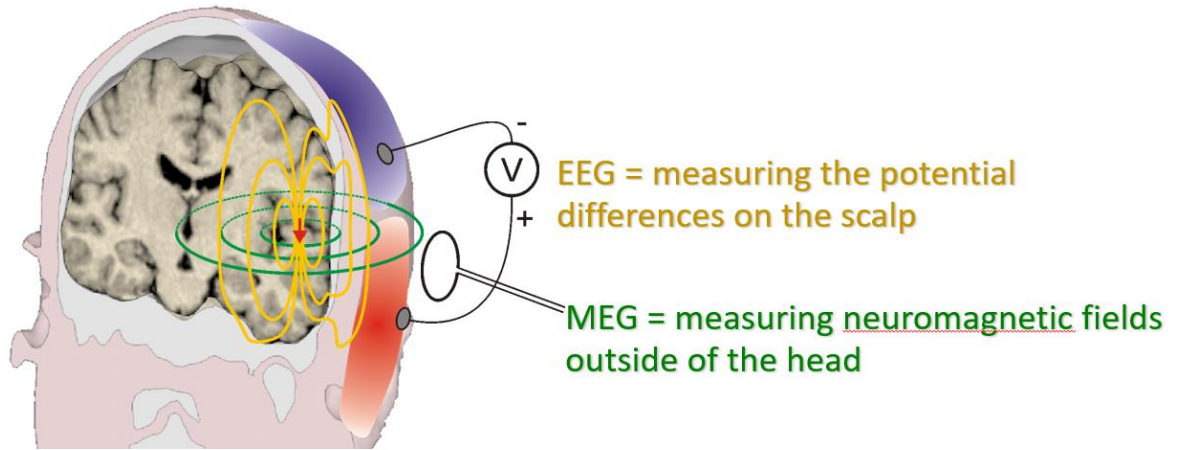 -
V
+
EEG = measuring the potential
differences on the scalp
MEG = measuring neuromagnetic fields
outside of the head